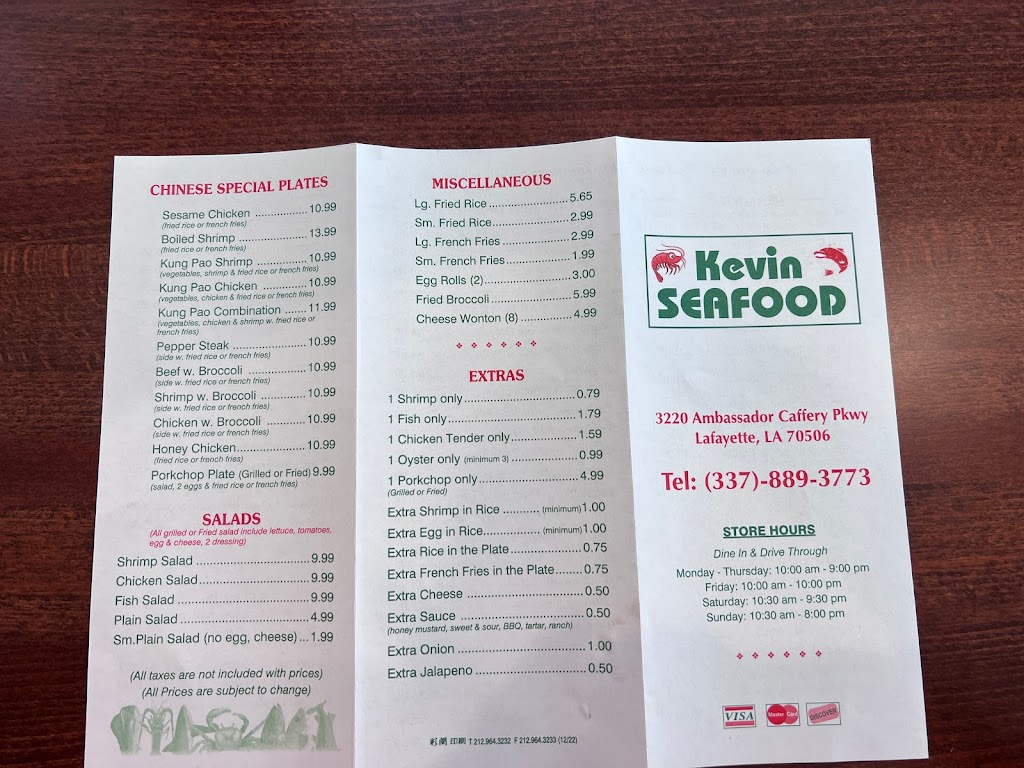 CHINESE SPECIAL PLATES
Sesame Chicken ................ 10.99
(fried rice or french fries)
Boiled Shrimp ..................... 13.99
(fried rice or french fries)
Kung Pao Shrimp ................ 10.99
(vegetables, shrimp & fried rice or french fries)
Kung Pao Chicken .............. 10.99
(vegetables, chicken & fried rice or french fries)
Kung Pao Combination ....... 11.99
(vegetables, chicken & shrimp w. fried rice or
french fries)
Pepper Steak ........................ 10.99
(side w. fried rice or french fries)
Beef w. Broccoli .................. 10.99
(side w. fried rice or french fries)
Shrimp w. Broccoli .............. 10.99
(side w. fried rice or french fries)
Chicken w. Broccoli ............ 10.99
(side w. fried rice or french fries)
Honey Chicken..................... 10.99
(fried rice or french fries)
Porkchop Plate (Grilled or Fried) 9.99
(salad, 2 eggs & fried rice or french fries)
SALADS
(All grilled or Fried salad include lettuce, tomatoes,
egg & cheese, 2 dressing)
Shrimp Salad ................................... 9.99
Chicken Salad.................................. 9.99
Fish Salad ........................................ 9.99
Plain Salad ....................................... 4.99
Sm.Plain Salad (no egg, cheese)... 1.99
(All taxes are not included with prices)
(All Prices are subject to change)
MISCELLANEOUS
Lg. Fried Rice ........................ 5.65
Sm. Fried Rice....................... 2.99
Lg. French Fries .................... 2.99
Sm. French Fries................... 1.99
Egg Rolls (2).......................... 3.00
Fried Broccoli ........................ 5.99
Cheese Wonton (8) ............... 4.99
EXTRAS
1 Shrimp only.................................. 0.79
1 Fish only....................................... 1.79
1 Chicken Tender only.................... 1.59
1 Oyster only (minimum 3) .................... 0.99
1 Porkchop only.............................. 4.99
(Grilled or Fried)
Extra Shrimp in Rice ........... (minimum)1.00
Extra Egg in Rice................. (minimum)1.00
Extra Rice in the Plate..................... 0.75
Extra French Fries in the Plate........ 0.75
Extra Cheese ................................... 0.50
Extra Sauce ..................................... 0.50
(honey mustard, sweet & sour, BBQ, tartar, ranch)
Extra Onion ...................................... 1.00
Extra Jalapeno ................................. 0.50
印刷 T 212.964.3232 F 212.964.3233 (12/22)
Kevin
SEAFOOD
3220 Ambassador Caffery Pkwy
Lafayette, LA 70506
Tel: (337)-889-3773
STORE HOURS
Dine In & Drive Through
Monday - Thursday: 10:00 am - 9:00 pm
Friday: 10:00 am - 10:00 pm
Saturday: 10:30 am - 9:30 pm
Sunday: 10:30 am - 8:00 pm
VISA Master Card DISCOVER